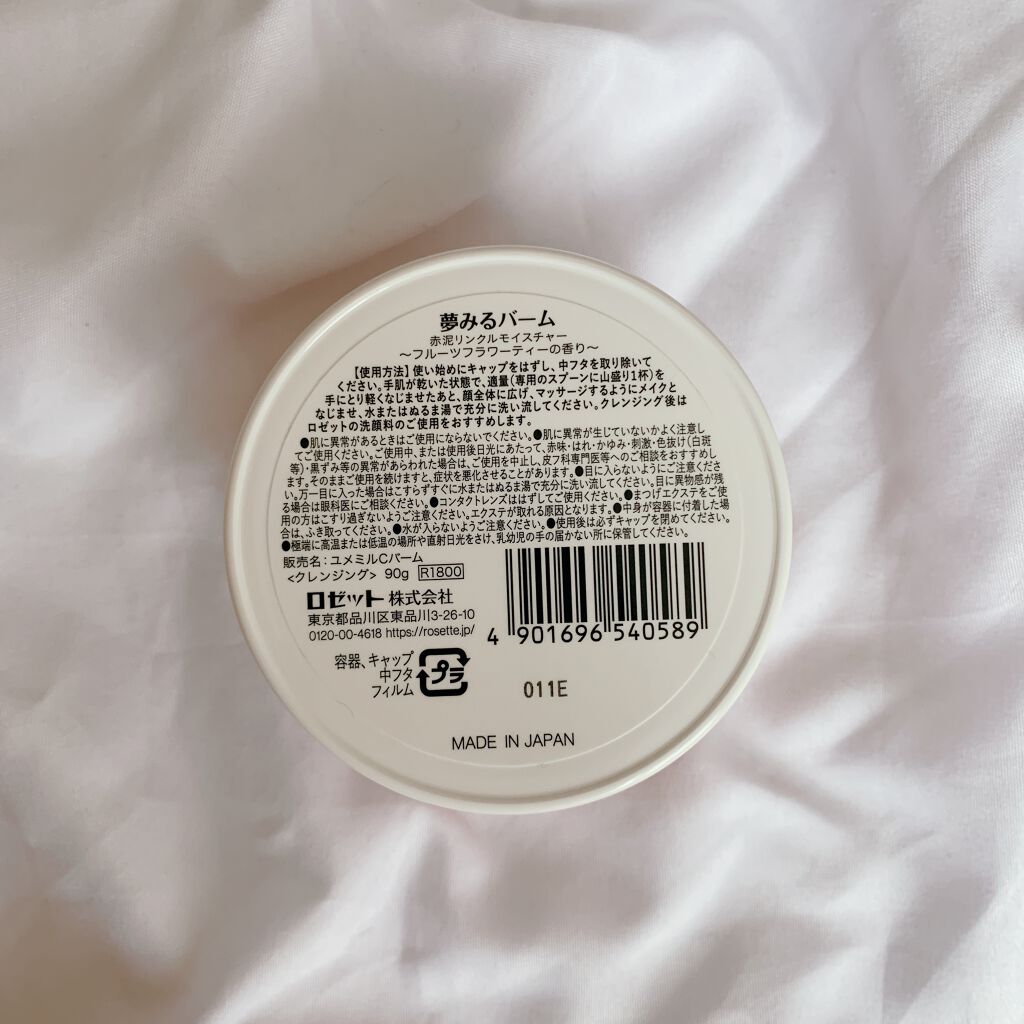 夢みるバーム
赤泥リンクルモイスチャー
～フルーツフラワーティーの香り～
【使用方法】使い始めにキャップをはずし、中フタを取り除いて
ください。手肌が乾いた状態で、適量（専用のスプーンに山盛り1杯）を
手にとり軽くなじませたあと、顔全体に広げ、マッサージするようにメイクと
なじませ、水またはぬるま湯で充分に洗い流してください。クレンジング後は
ロゼットの洗顔料のご使用をおすすめします。
●肌に異常があるときはご使用にならないでください。●肌に異常が生じていないかよく注意し
てご使用ください。ご使用中、または使用後日光にあたって、赤味・はれ・かゆみ・刺激・色抜け（白斑
等）・黒ずみ等の異常があらわれた場合は、ご使用を中止し、皮フ科専門医等へのご相談をおすすめし
ます。そのままご使用を続けますと、症状を悪化させることがあります。●目に入らないようにご注意くださ
い。万一目に入った場合はこすらずすぐに水またはぬるま湯で充分に洗い流してください。目に異物感が残
る場合は眼科医にご相談ください。●コンタクトレンズははずしてご使用ください。●まつげエクステをご使
用の方はこすり過ぎないようご注意ください。エクステが取れる原因となります。●中身が容器に付着した場
合は、ふき取ってください。●水が入らないようご注意ください。●使用後は必ずキャップを閉めてください。
●極端に高温または低温の場所や直射日光をさけ、乳幼児の手の届かない所に保管してください。
販売名：ユメミルCバーム
<クレンジング> 90g R1800
ロゼット株式会社
東京都品川区東品川3-26-10
0120-00-4618 https://rosette.jp/
4 901696 540589
容器、キャップ
中フタ
フィルム
プラ
011E
MADE IN JAPAN